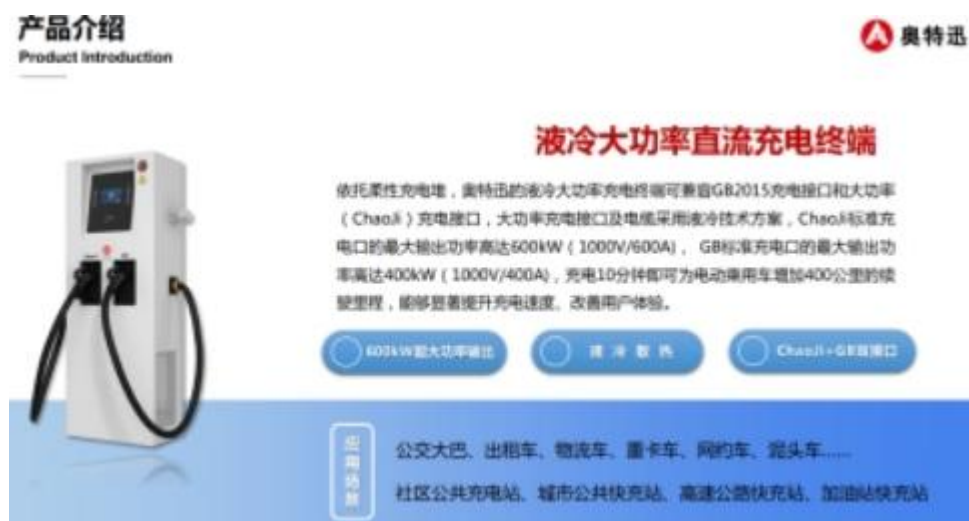 产品介绍
Product Introduction
奥特迅
液冷大功率直流充电终端
依托柔性充电堆，奥特迅的液冷大功率充电终端可兼容GB2015充电接口和大功率
（ChaoJi）充电接口，大功率充电接口及电缆采用液冷技术方案，ChaoJi标准充
电口的最大输出功率高达600kW（1000V/600A)， GB标准充电口的最大输出功
率高达400kW（1000V/400A)，充电10分钟即可为电动乘用车增加400公里的续
驶里程，能够显著提升充电速度、改善用户体验。
600kW超大功率输出
液冷散热
ChaoJi+GB双接口
应用场景
公交大巴、出租车、物流车、重卡车、网约车、泥头车......
社区公共充电站、城市公共快充站、高速公路快充站、加油站快充站